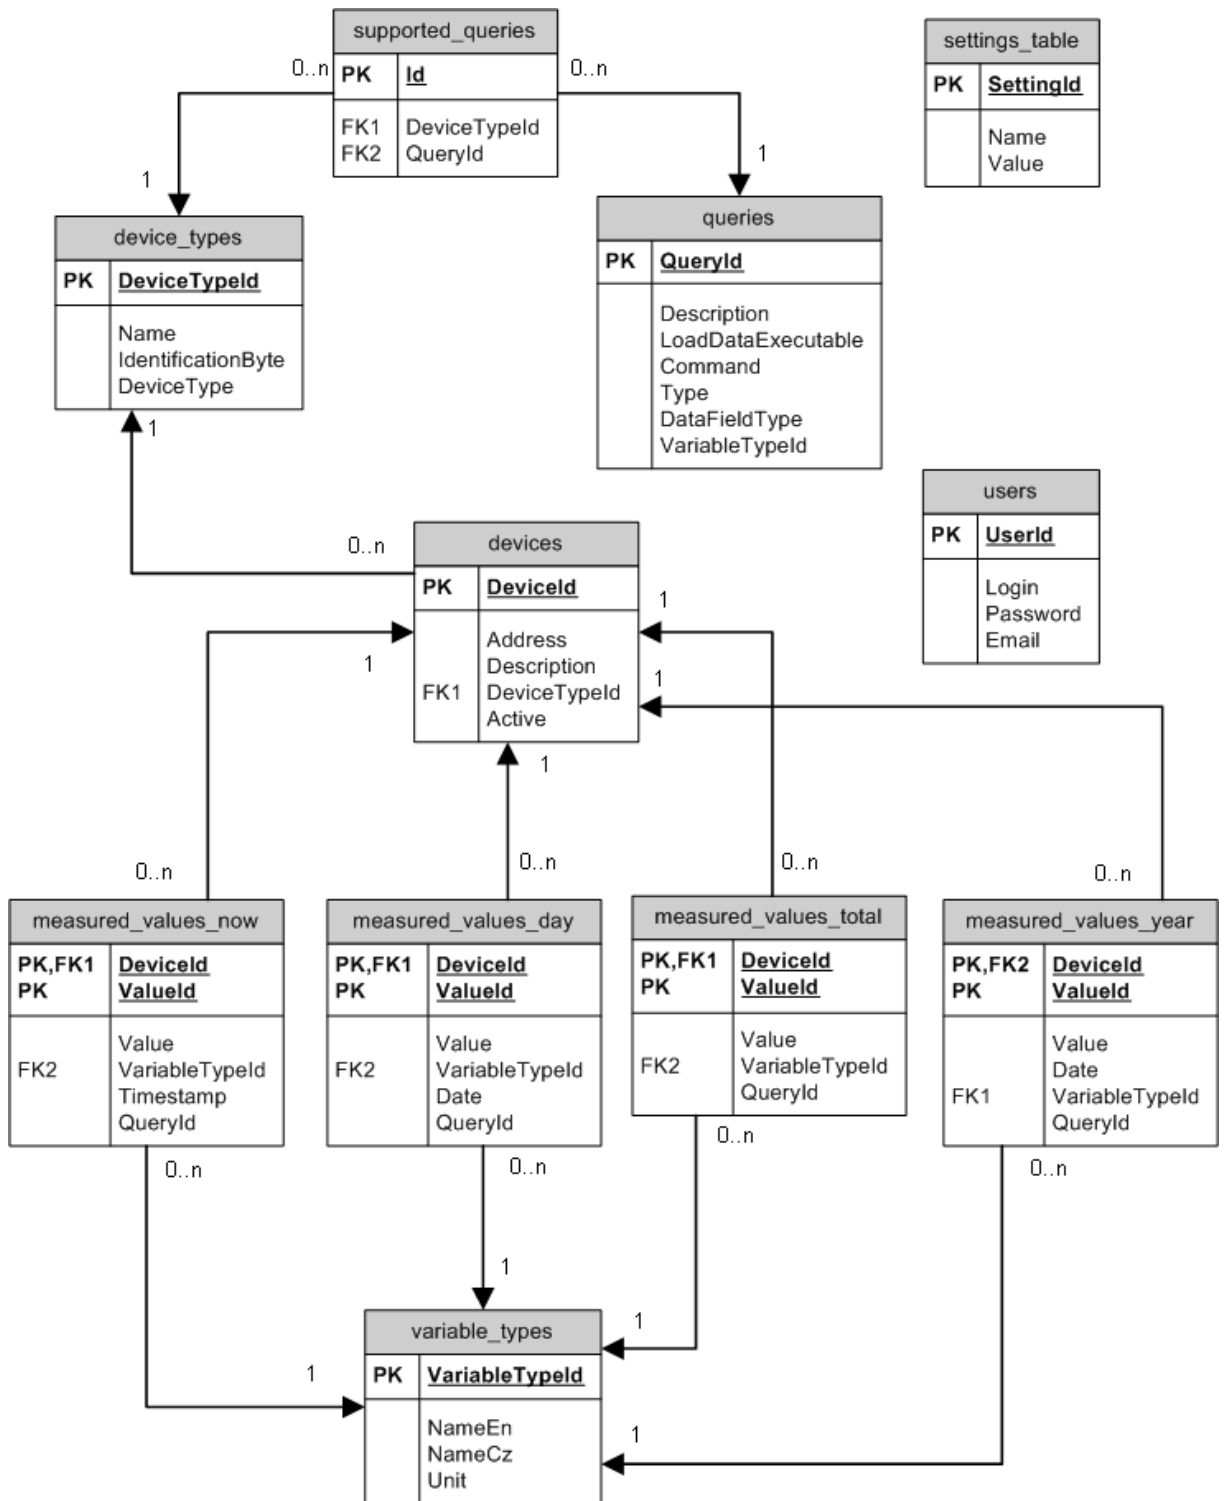 supported_queries
PK Id
FK1 DeviceTypeId
FK2 QueryId
settings_table
PK SettingId
Name
Value
0..n
0..n
1
1
device_types
PK DeviceTypeId
Name
IdentificationByte
DeviceType
queries
PK QueryId
Description
LoadDataExecutable
Command
Type
DataFieldType
VariableTypeId
1
0..n
users
PK UserId
Login
Password
Email
devices
PK DeviceId
Address
Description
FK1 DeviceTypeId
Active
1
1
1
1
0..n
0..n
0..n
0..n
measured_values_now
PK,FK1 DeviceId
PK ValueId
Value
FK2 VariableTypeId
Timestamp
QueryId
measured_values_day
PK,FK1 DeviceId
PK ValueId
Value
FK2 VariableTypeId
Date
QueryId
measured_values_total
PK,FK1 DeviceId
PK ValueId
Value
FK2 VariableTypeId
QueryId
measured_values_year
PK,FK2 DeviceId
PK ValueId
Value
Date
FK1 VariableTypeId
QueryId
0..n
0..n
0..n
0..n
1
1
1
1
variable_types
PK VariableTypeId
NameEn
NameCz
Unit